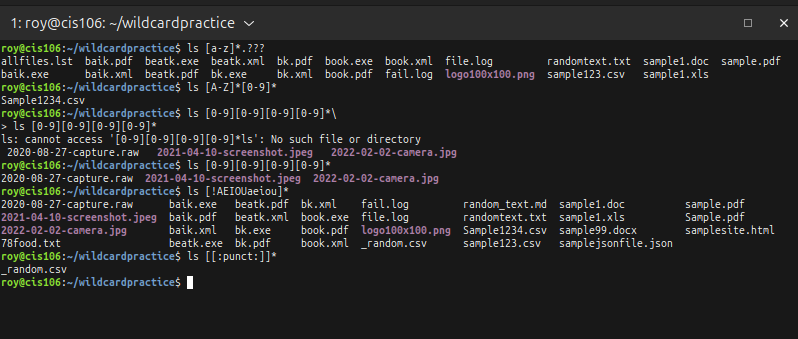 1: roy@cis106: ~/wildcardpractice
roy@cis106:~/wildcardpractice$ ls [a-z]*.???
allfiles.lst baik.pdf beatk.exe beatk.xml bk.pdf book.exe book.xml file.log randomtext.txt sample1.doc sample.pdf
baik.exe baik.xml beatk.pdf bk.exe bk.xml book.pdf fail.log logo100x100.png sample123.csv sample1.xls
roy@cis106:~/wildcardpractice$ ls [A-Z]*[0-9]*
Sample1234.csv
roy@cis106:~/wildcardpractice$ ls [0-9][0-9][0-9][0-9]*\
> ls [0-9][0-9][0-9][0-9]*
ls: cannot access '[0-9][0-9][0-9][0-9]*ls': No such file or directory
2020-08-27-capture.raw 2021-04-10-screenshot.jpeg 2022-02-02-camera.jpg
roy@cis106:~/wildcardpractice$ ls [0-9][0-9][0-9][0-9]*
2020-08-27-capture.raw 2021-04-10-screenshot.jpeg 2022-02-02-camera.jpg
roy@cis106:~/wildcardpractice$ ls [!AEIOUaeiou]*
2020-08-27-capture.raw baik.exe beatk.pdf bk.xml fail.log random_text.md sample1.doc sample.pdf
2021-04-10-screenshot.jpeg baik.pdf beatk.xml book.exe file.log randomtext.txt sample1.xls Sample.pdf
2022-02-02-camera.jpg baik.xml bk.exe book.pdf logo100x100.png Sample1234.csv sample99.docx samplesite.html
78food.txt beatk.exe bk.pdf book.xml _random.csv sample123.csv samplejsonfile.json
roy@cis106:~/wildcardpractice$ ls [[:punct:]]*
_random.csv
roy@cis106:~/wildcardpractice$